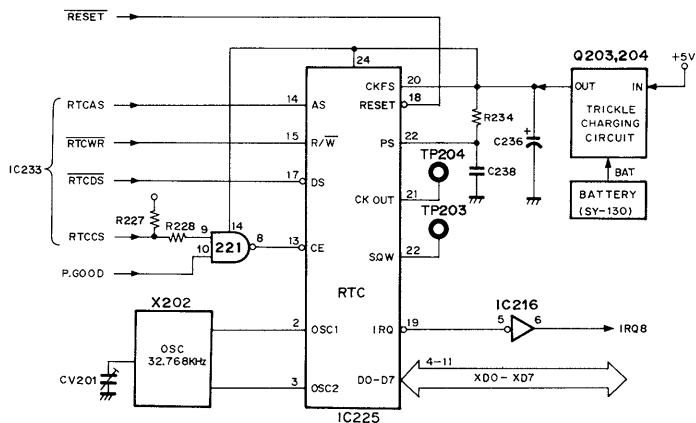 RESET
24
Q203,204
+5V
CKFS
20
RESET
18
OUT
IN
TRICKLE
CHARGING
CIRCUIT
BAT
BATTERY
(SY-130)
IC233
RTCAS
14
AS
RTCWR
15
R/W
RTCDS
17
DS
R227
R228
RTCCS
9
10
14
221
8
13
CE
P.GOOD
R234
PS
22
C236
+
C238
TP204
CK OUT
21
TP203
SQW
22
RTC
X202
OSC
32.768KHz
CV201
2
OSC1
3
OSC2
IRQ
19
IC216
5
6
IRQ8
D0-D7
4-11
XD0 - XD7
IC225